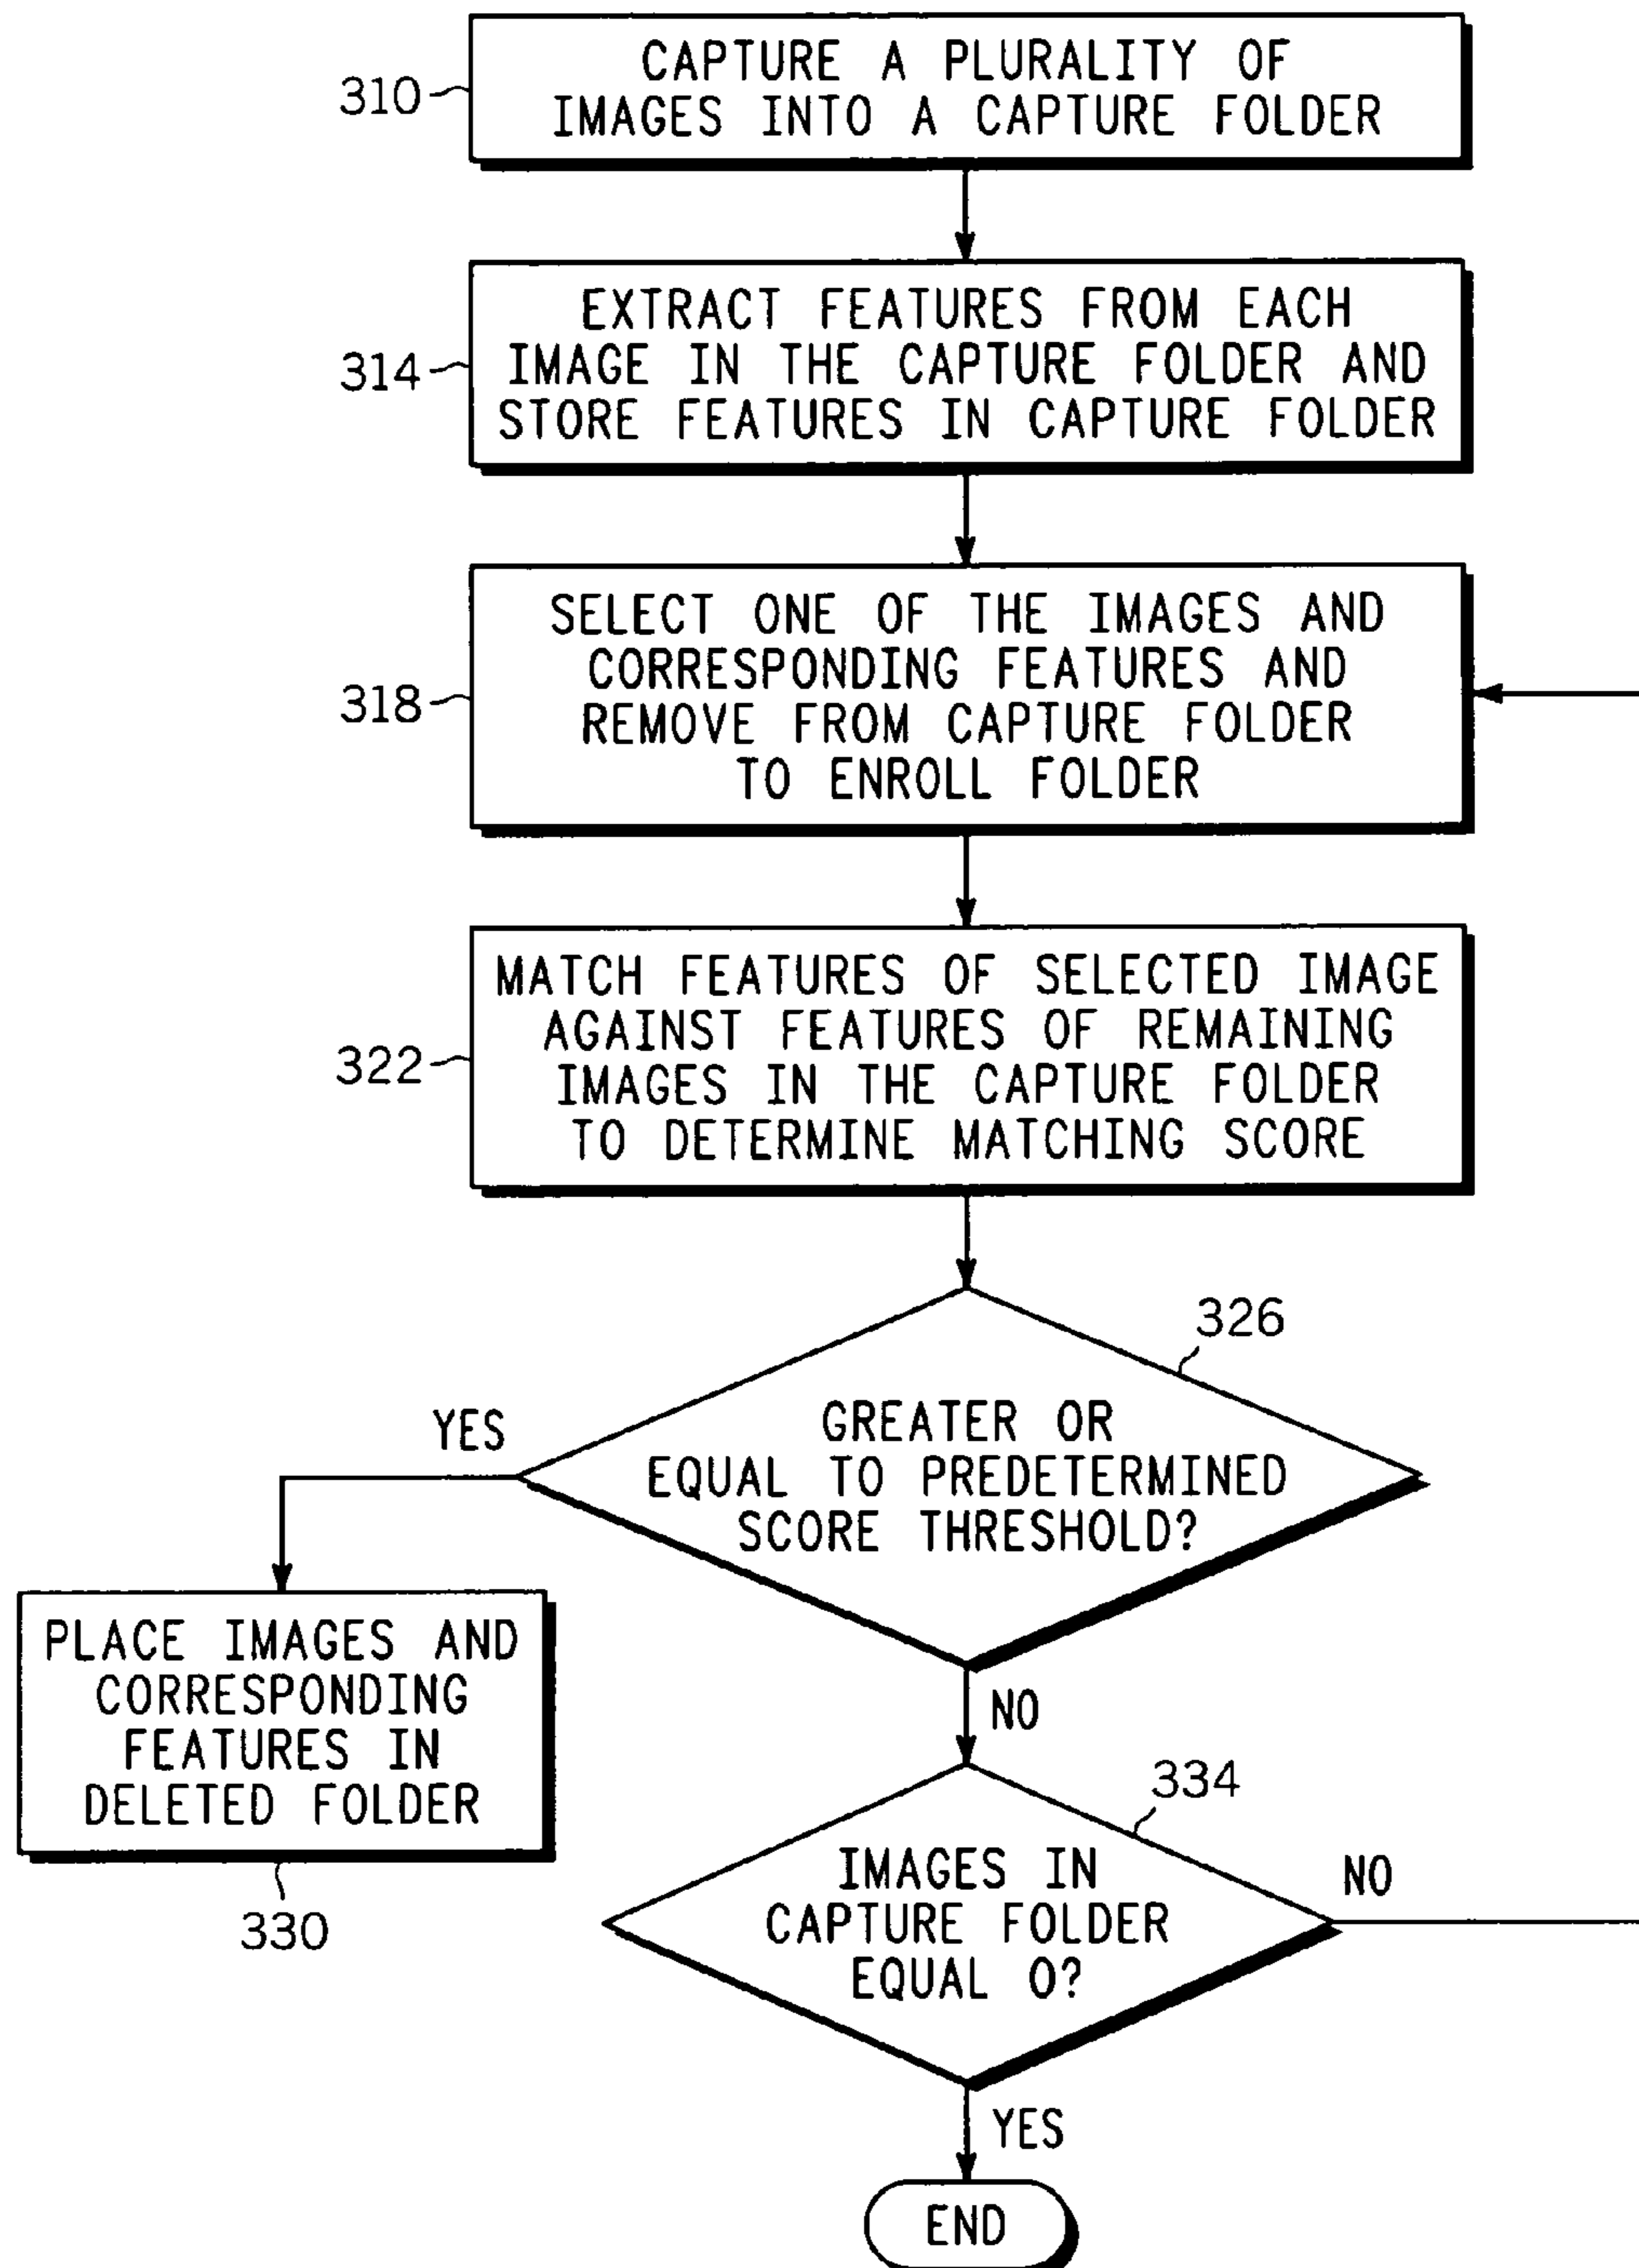 310
CAPTURE A PLURALITY OF
IMAGES INTO A CAPTURE FOLDER
314
EXTRACT FEATURES FROM EACH
IMAGE IN THE CAPTURE FOLDER AND
STORE FEATURES IN CAPTURE FOLDER
318
SELECT ONE OF THE IMAGES AND
CORRESPONDING FEATURES AND
REMOVE FROM CAPTURE FOLDER
TO ENROLL FOLDER
322
MATCH FEATURES OF SELECTED IMAGE
AGAINST FEATURES OF REMAINING
IMAGES IN THE CAPTURE FOLDER
TO DETERMINE MATCHING SCORE
326
GREATER OR
EQUAL TO PREDETERMINED
SCORE THRESHOLD?
YES
PLACE IMAGES AND
CORRESPONDING
FEATURES IN
DELETED FOLDER
330
NO
334
IMAGES IN
CAPTURE FOLDER
EQUAL 0?
NO
YES
END